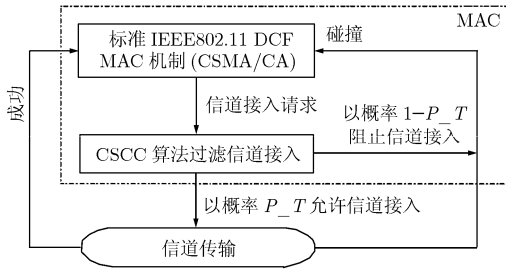 MAC
标准 IEEE802.11 DCF
MAC 机制 (CSMA/CA)
碰撞
成功
信道接入请求
以概率 1−P_T
阻止信道接入
CSCC 算法过滤信道接入
以概率 P_T 允许信道接入
信道传输